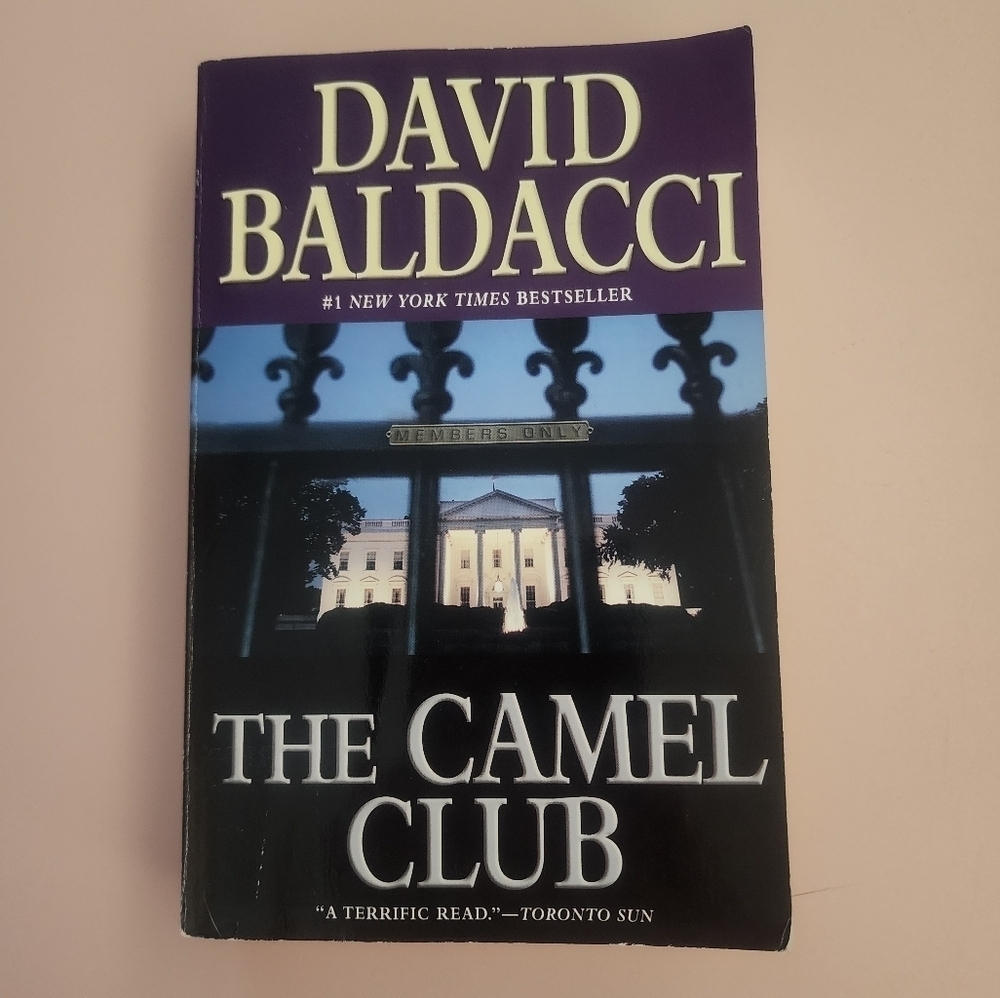 DAVID
BALDACCI
#1 NEW YORK TIMES BESTSELLER
MEMBERS ONLY
THE CAMEL
CLUB
“A TERRIFIC READ.”—TORONTO SUN